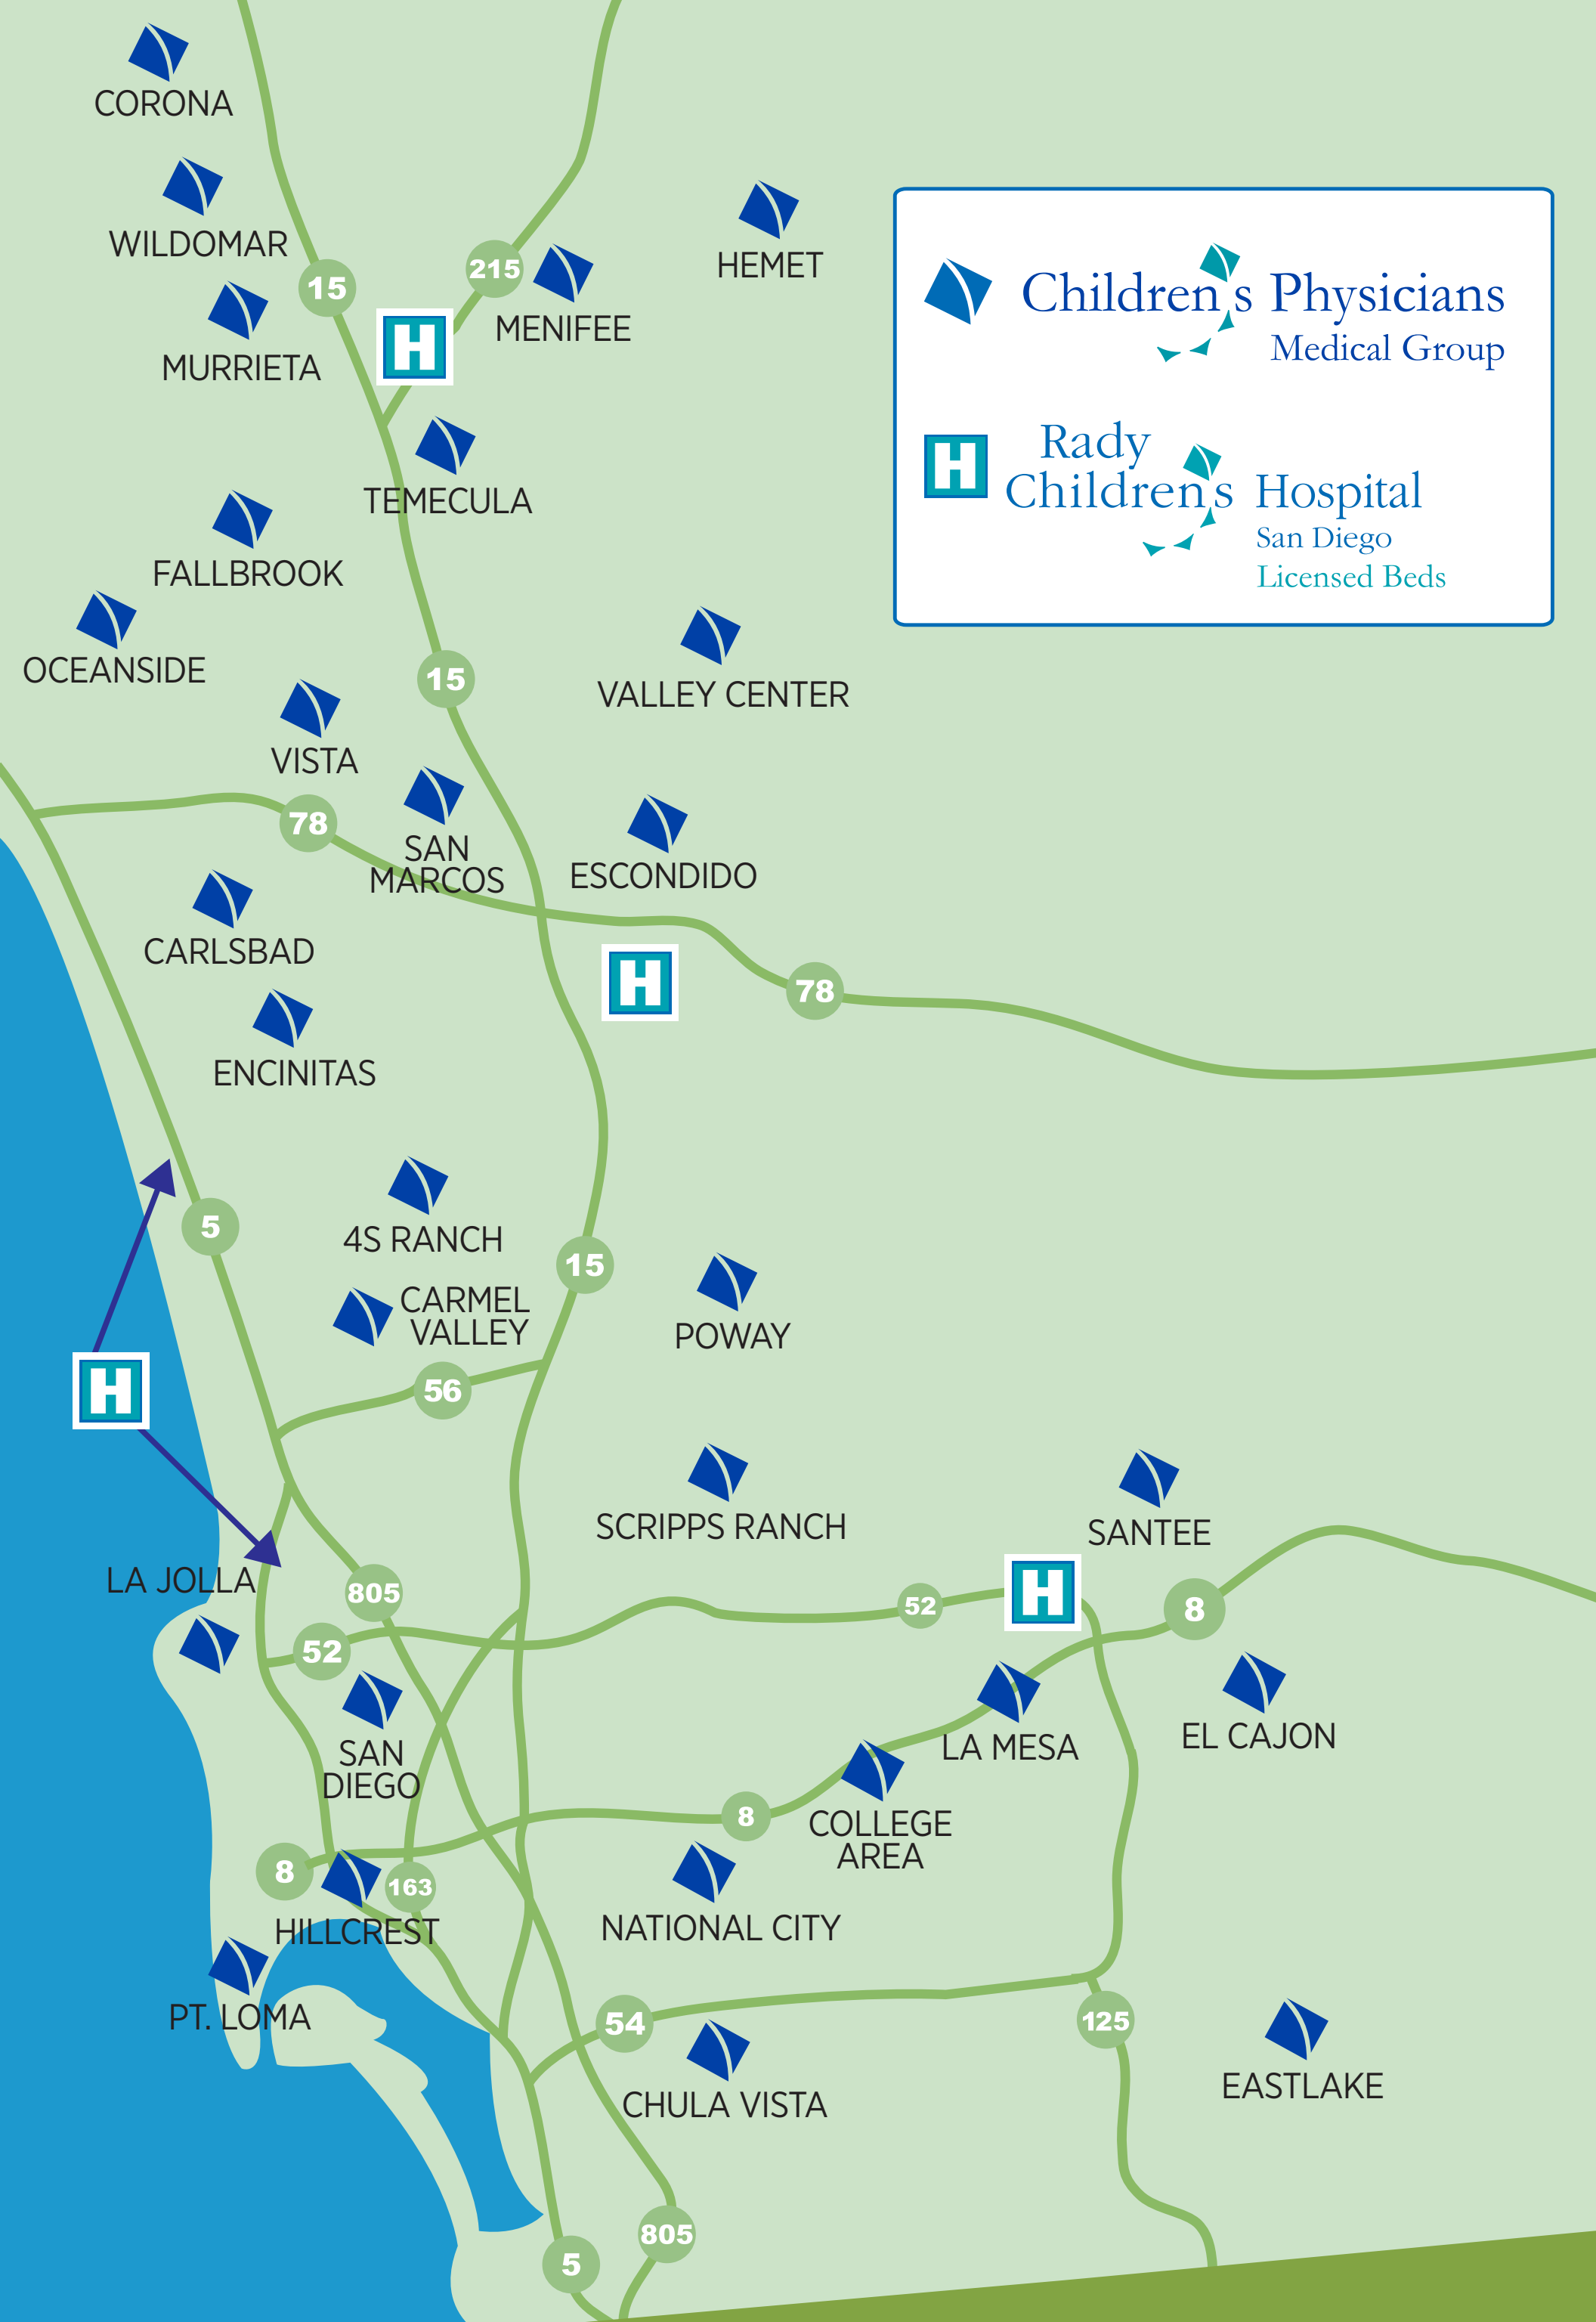 CORONA
WILDOMAR
HEMET
215
15
MENIFEE
H
MURRIETA
Children's Physicians
Medical Group
H
Rady
Children's Hospital
San Diego
Licensed Beds
TEMECULA
FALLBROOK
OCEANSIDE
15
VALLEY CENTER
VISTA
78
SAN
MARCOS
ESCONDIDO
CARLSBAD
H
78
ENCINITAS
5
4S RANCH
15
CARMEL
VALLEY
POWAY
56
H
SCRIPPS RANCH
SANTEE
LA JOLLA
805
52
H
8
52
SAN
DIEGO
LA MESA
EL CAJON
8
COLLEGE
AREA
8
163
HILLCREST
NATIONAL CITY
PT. LOMA
54
125
CHULA VISTA
EASTLAKE
805
5